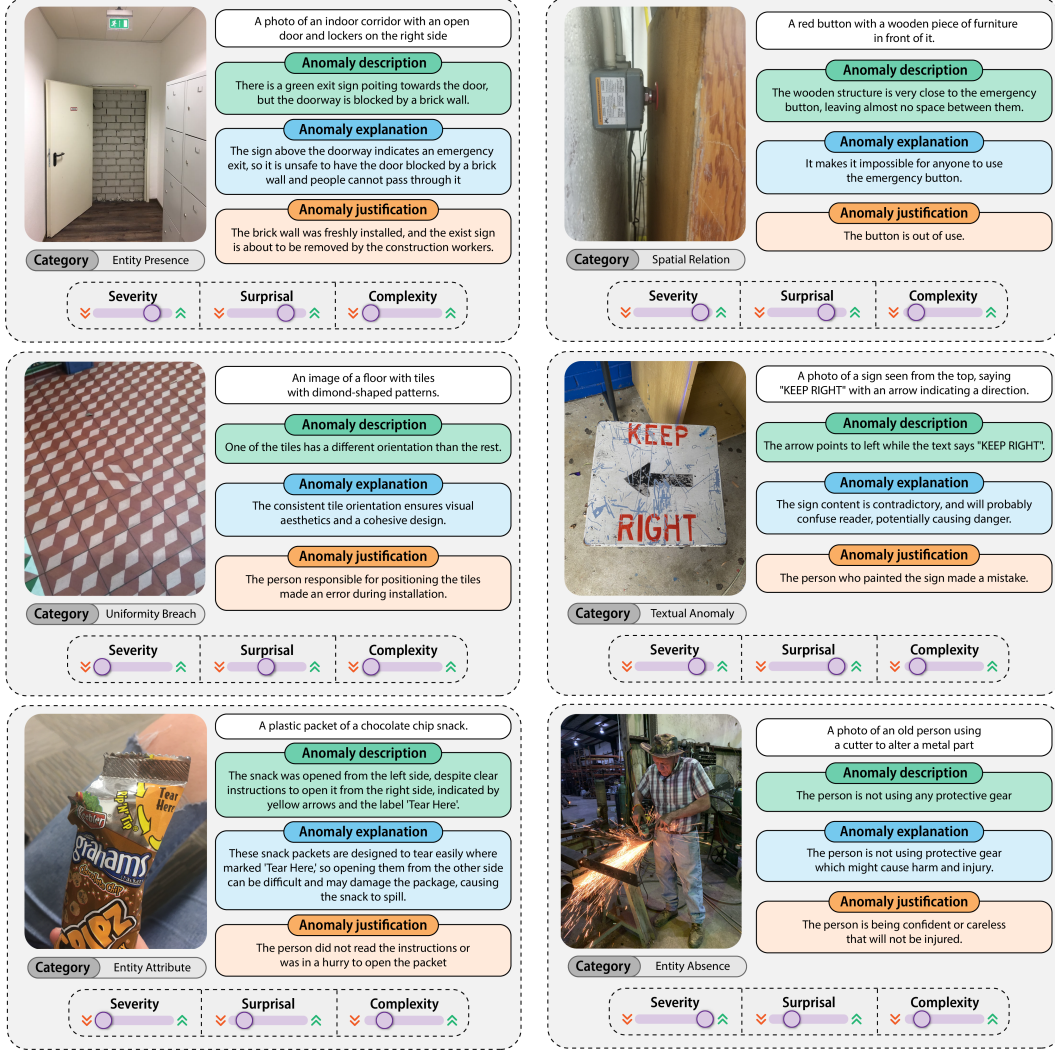 A photo of an indoor corridor with an open
door and lockers on the right side
Anomaly description
There is a green exit sign poiting towards the door,
but the doorway is blocked by a brick wall.
Anomaly explanation
The sign above the doorway indicates an emergency
exit, so it is unsafe to have the door blocked by a brick
wall and people cannot pass through it
Anomaly justification
The brick wall was freshly installed, and the exist sign
is about to be removed by the construction workers.
Category Entity Presence
Severity Surprisal Complexity
A red button with a wooden piece of furniture
in front of it.
Anomaly description
The wooden structure is very close to the emergency
button, leaving almost no space between them.
Anomaly explanation
It makes it impossible for anyone to use
the emergency button.
Anomaly justification
The button is out of use.
Category Spatial Relation
Severity Surprisal Complexity
An image of a floor with tiles
with dimond-shaped patterns.
Anomaly description
One of the tiles has a different orientation than the rest.
Anomaly explanation
The consistent tile orientation ensures visual
aesthetics and a cohesive design.
Anomaly justification
The person responsible for positioning the tiles
made an error during installation.
Category Uniformity Breach
Severity Surprisal Complexity
KEEP
RIGHT
A photo of a sign seen from the top, saying
"KEEP RIGHT" with an arrow indicating a direction.
Anomaly description
The arrow points to left while the text says "KEEP RIGHT".
Anomaly explanation
The sign content is contradictory, and will probably
confuse reader, potentially causing danger.
Anomaly justification
The person who painted the sign made a mistake.
Category Textual Anomaly
Severity Surprisal Complexity
Tear
Here
Rip'N'Tip
Keebler
grahams
A plastic packet of a chocolate chip snack.
Anomaly description
The snack was opened from the left side, despite clear
instructions to open it from the right side, indicated by
yellow arrows and the label 'Tear Here'.
Anomaly explanation
These snack packets are designed to tear easily where
marked 'Tear Here,' so opening them from the other side
can be difficult and may damage the package, causing
the snack to spill.
Anomaly justification
The person did not read the instructions or
was in a hurry to open the packet
Category Entity Attribute
Severity Surprisal Complexity
A photo of an old person using
a cutter to alter a metal part
Anomaly description
The person is not using any protective gear
Anomaly explanation
The person is not using protective gear
which might cause harm and injury.
Anomaly justification
The person is being confident or careless
that will not be injured.
Category Entity Absence
Severity Surprisal Complexity